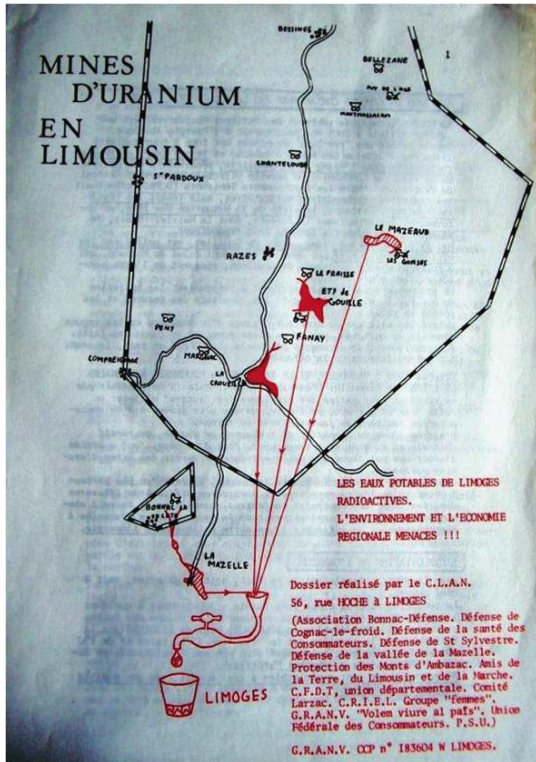 MINES
D'URANIUM
EN
LIMOUSIN
I
BESSINES
BELLEZANE
PUY DE L'AGE
MONTMASSACROT
CHANTELOUBE
St PARDOUX
LE MAZEAUD
LES GORSES
RAZES
LE FRAISSE
ETg de
GOUILLE
PENY
FANAY
MARGNAC
COMPREIGNAC
LA
CROUZILLE
LES EAUX POTABLES DE LIMOGES
RADIOACTIVES.
L'ENVIRONNEMENT ET L'ECONOMIE
REGIONALE MENACES !!!
BONNAC LA
COTE
LA
MAZELLE
Dossier réalisé par le C.L.A.N.
56, rue HOCHE à LIMOGES
(Association Bonnac-Défense. Défense de
Cognac-le-froid. Défense de la santé des
Consommateurs. Défense de St Sylvestre.
Défense de la vallée de la Mazelle.
Protection des Monts d'Ambazac. Amis de
la Terre, du Limousin et de la Marche.
C.F.D.T, union départementale. Comité
Larzac. C.R.I.E.L. Groupe "femmes".
G.R.A.N.V. "Volem viure al païs". Union
Fédérale des Consommateurs. P.S.U.)
LIMOGES
G.R.A.N.V. CCP n° I83604 W LIMOGES.